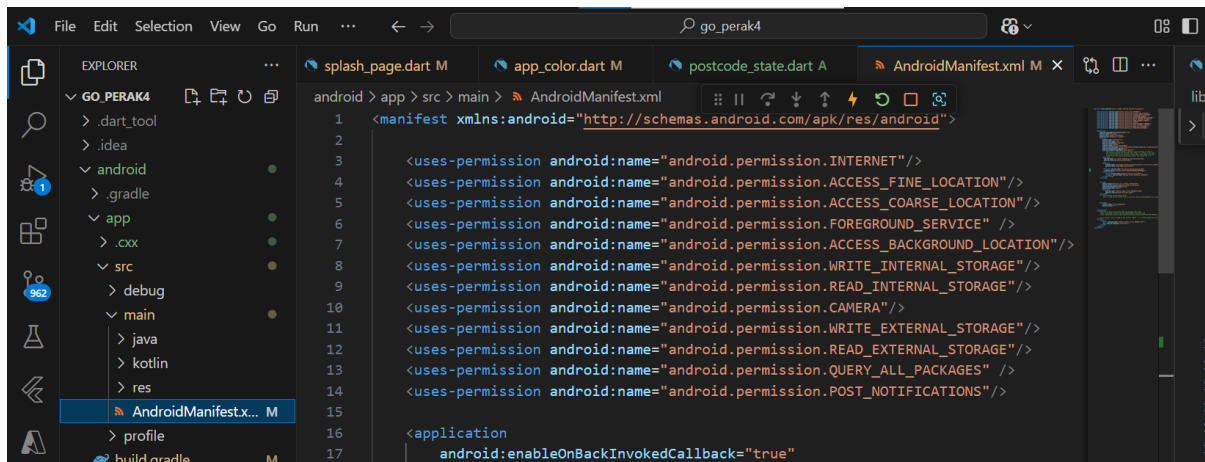 File Edit Selection View Go Run ··· ← → go_perak4
EXPLORER ···
GO_PERAK4
.dart_tool
.idea
android
.gradle
app
.cxx
src
debug
main
java
kotlin
res
AndroidManifest.x... M
profile
build.gradle M
1
962
splash_page.dart M app_color.dart M postcode_state.dart A AndroidManifest.xml M ×
android > app > src > main > AndroidManifest.xml
lib
1 <manifest xmlns:android="http://schemas.android.com/apk/res/android">
2
3 <uses-permission android:name="android.permission.INTERNET"/>
4 <uses-permission android:name="android.permission.ACCESS_FINE_LOCATION"/>
5 <uses-permission android:name="android.permission.ACCESS_COARSE_LOCATION"/>
6 <uses-permission android:name="android.permission.FOREGROUND_SERVICE" />
7 <uses-permission android:name="android.permission.ACCESS_BACKGROUND_LOCATION"/>
8 <uses-permission android:name="android.permission.WRITE_INTERNAL_STORAGE"/>
9 <uses-permission android:name="android.permission.READ_INTERNAL_STORAGE"/>
10 <uses-permission android:name="android.permission.CAMERA"/>
11 <uses-permission android:name="android.permission.WRITE_EXTERNAL_STORAGE"/>
12 <uses-permission android:name="android.permission.READ_EXTERNAL_STORAGE"/>
13 <uses-permission android:name="android.permission.QUERY_ALL_PACKAGES" />
14 <uses-permission android:name="android.permission.POST_NOTIFICATIONS"/>
15
16 <application
17 android:enableOnBackInvokedCallback="true"